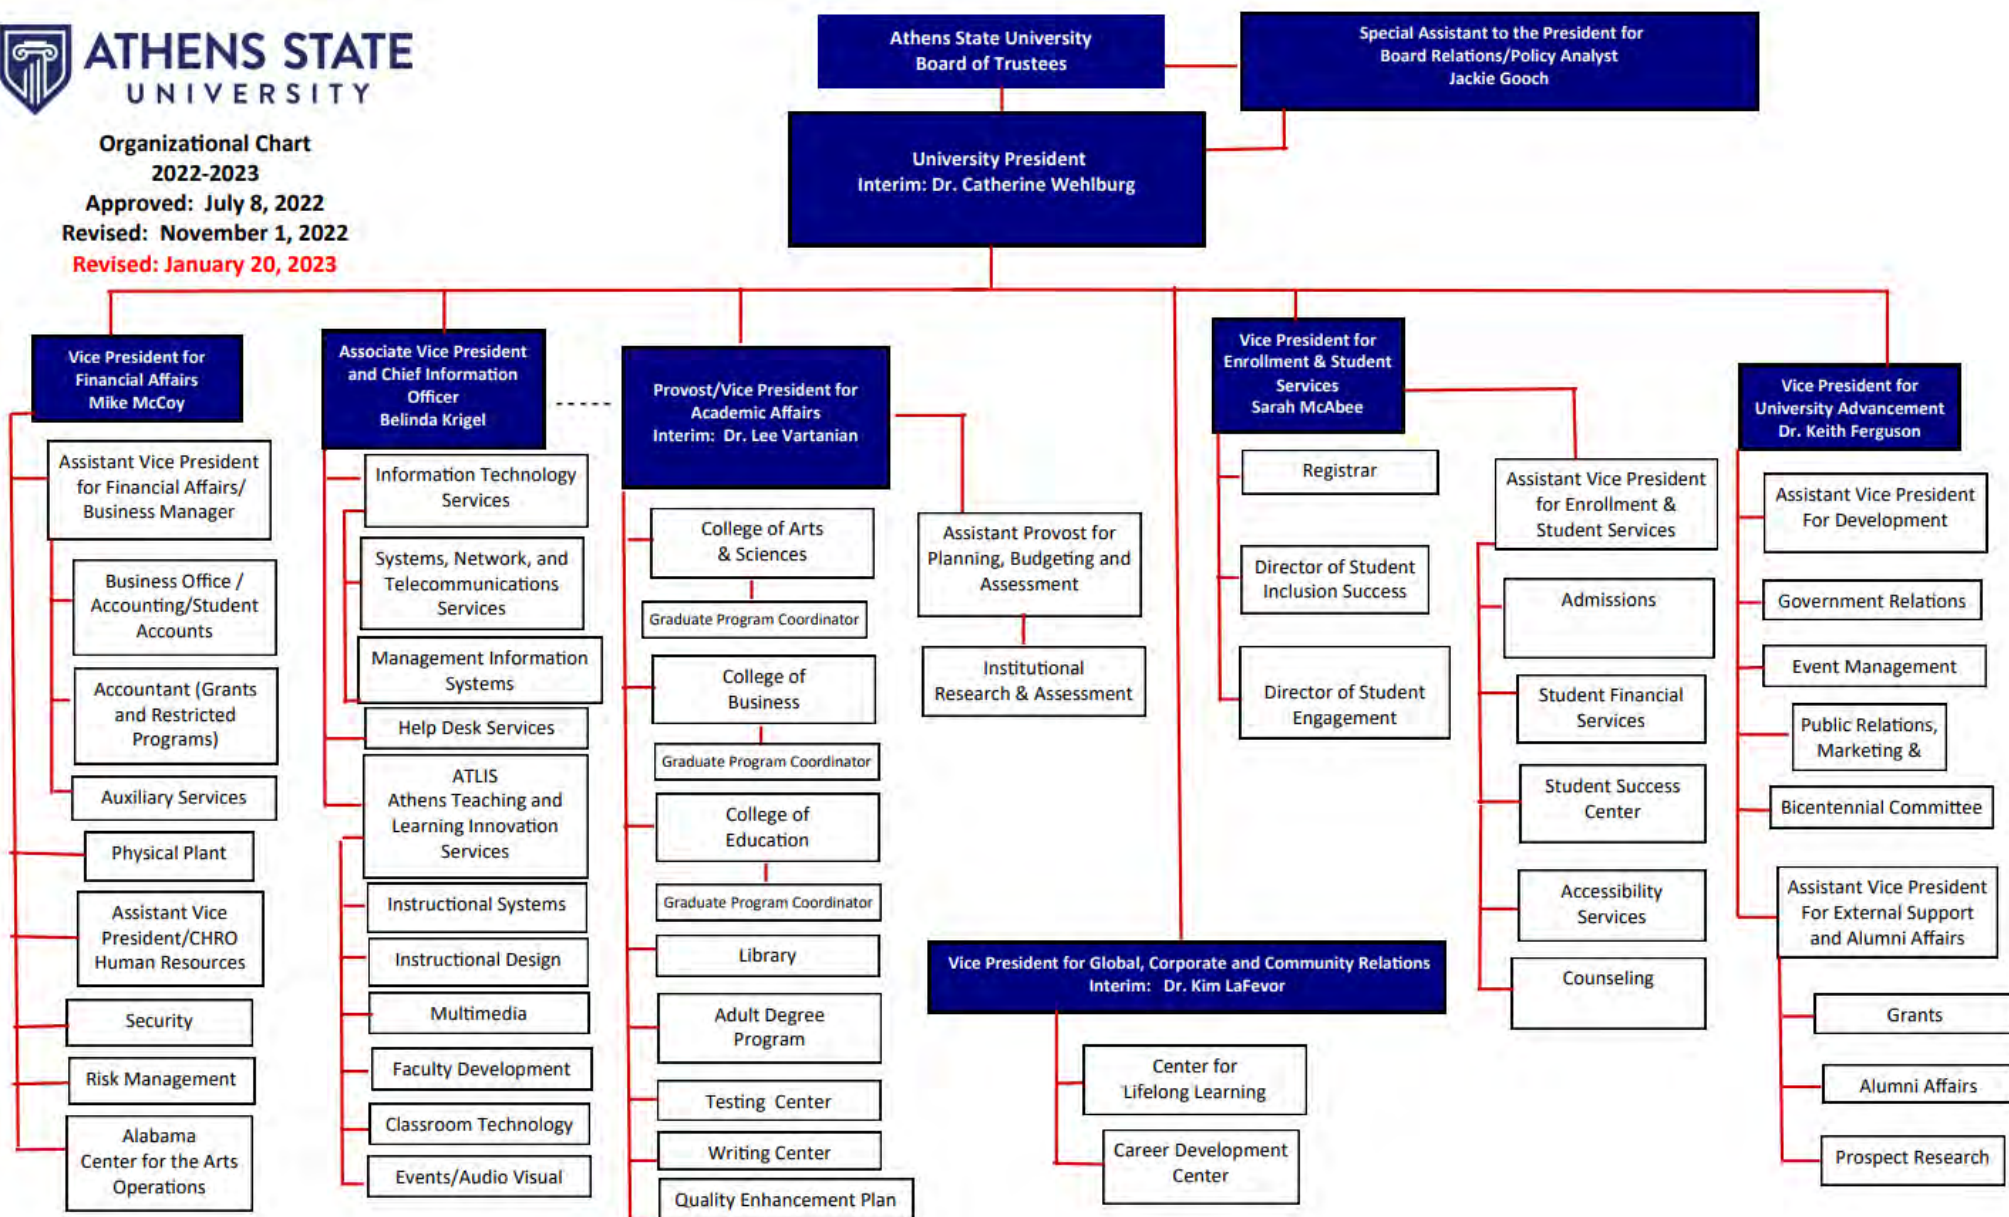 ATHENS STATE
UNIVERSITY
Organizational Chart
2022-2023
Approved: July 8, 2022
Revised: November 1, 2022
Revised: January 20, 2023
Athens State University
Board of Trustees
Special Assistant to the President for
Board Relations/Policy Analyst
Jackie Gooch
University President
Interim: Dr. Catherine Wehlburg
Vice President for
Financial Affairs
Mike McCoy
Assistant Vice President
for Financial Affairs/
Business Manager
Business Office /
Accounting/Student
Accounts
Accountant (Grants
and Restricted
Programs)
Auxiliary Services
Physical Plant
Assistant Vice
President/CHRO
Human Resources
Security
Risk Management
Alabama
Center for the Arts
Operations
Associate Vice President
and Chief Information
Officer
Belinda Krigel
Information Technology
Services
Systems, Network, and
Telecommunications
Services
Management Information
Systems
Help Desk Services
ATLIS
Athens Teaching and
Learning Innovation
Services
Instructional Systems
Instructional Design
Multimedia
Faculty Development
Classroom Technology
Events/Audio Visual
Provost/Vice President for
Academic Affairs
Interim: Dr. Lee Vartanian
College of Arts
& Sciences
Graduate Program Coordinator
College of
Business
Graduate Program Coordinator
College of
Education
Graduate Program Coordinator
Library
Adult Degree
Program
Testing Center
Writing Center
Quality Enhancement Plan
Assistant Provost for
Planning, Budgeting and
Assessment
Institutional
Research & Assessment
Vice President for Global, Corporate and Community Relations
Interim: Dr. Kim LaFevor
Center for
Lifelong Learning
Career Development
Center
Vice President for
Enrollment & Student
Services
Sarah McAbee
Registrar
Director of Student
Inclusion Success
Director of Student
Engagement
Assistant Vice President
for Enrollment &
Student Services
Admissions
Student Financial
Services
Student Success
Center
Accessibility
Services
Counseling
Vice President for
University Advancement
Dr. Keith Ferguson
Assistant Vice President
For Development
Government Relations
Event Management
Public Relations,
Marketing &
Bicentennial Committee
Assistant Vice President
For External Support
and Alumni Affairs
Grants
Alumni Affairs
Prospect Research